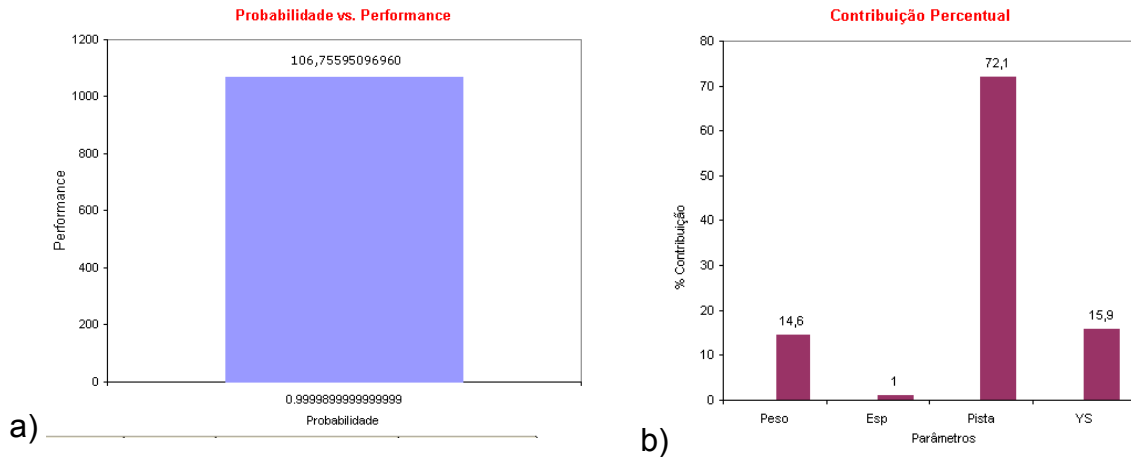 Probabilidade vs. Performance
1200
1000
800
600
400
200
0
Performance
106,75595096960
0.9999899999999999
Probabilidade
a)
Contribuição Percentual
80
70
60
50
40
30
20
10
0
% Contribuição
14,6
1
72,1
15,9
Peso Esp Pista YS
Parâmetros
b)